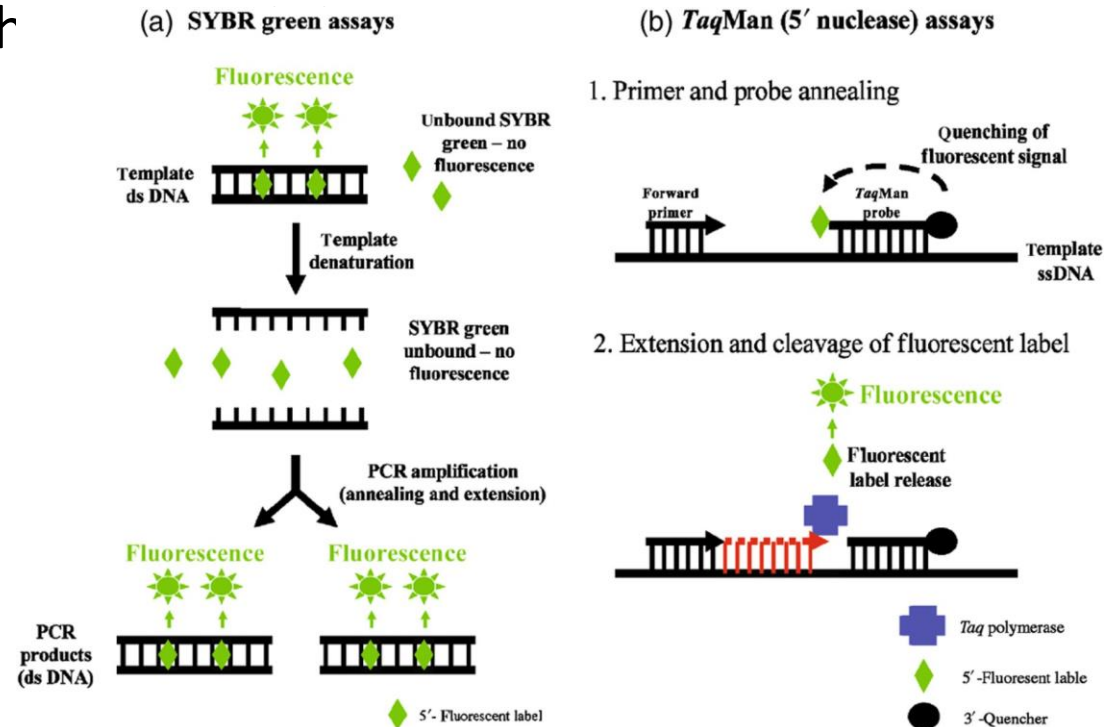 (a) SYBR green assays
Fluorescence
Unbound SYBR
green – no
fluorescence
Template
ds DNA
Template
denaturation
SYBR green
unbound – no
fluorescence
PCR amplification
(annealing and extension)
Fluorescence
Fluorescence
PCR
products
(ds DNA)
5′- Fluorescent label
(b) TaqMan (5′ nuclease) assays
1. Primer and probe annealing
Quenching of
fluorescent signal
Forward
primer
TaqMan
probe
Template
ssDNA
2. Extension and cleavage of fluorescent label
Fluorescence
Fluorescent
label release
Taq polymerase
5′-Fluoresent lable
3′-Quencher